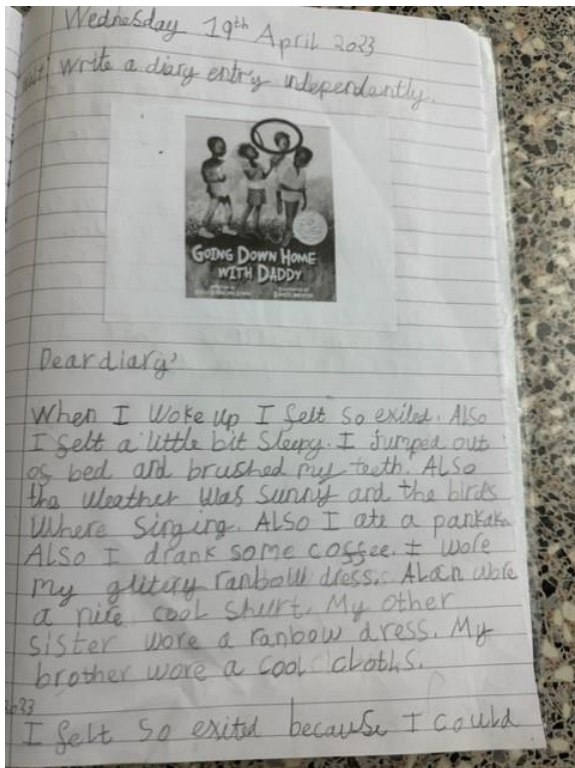 Wednesday 19th April 2023
Walt: Write a diary entry independently.
GOING DOWN HOME
WITH DADDY
Dear diary,
When I woke up I felt so exited. Also
I felt a little bit sleepy. I jumped out
of bed and brushed my teeth. Also
the weather was sunny and the birds
where singing. Also I ate a pankake.
Also I drank some coffee. I wore
my glitery ranbow dress. Alan wore
a nice cool shurt. My other
sister wore a ranbow dress. My
brother wore a cool cloths.
I felt so exited because I could